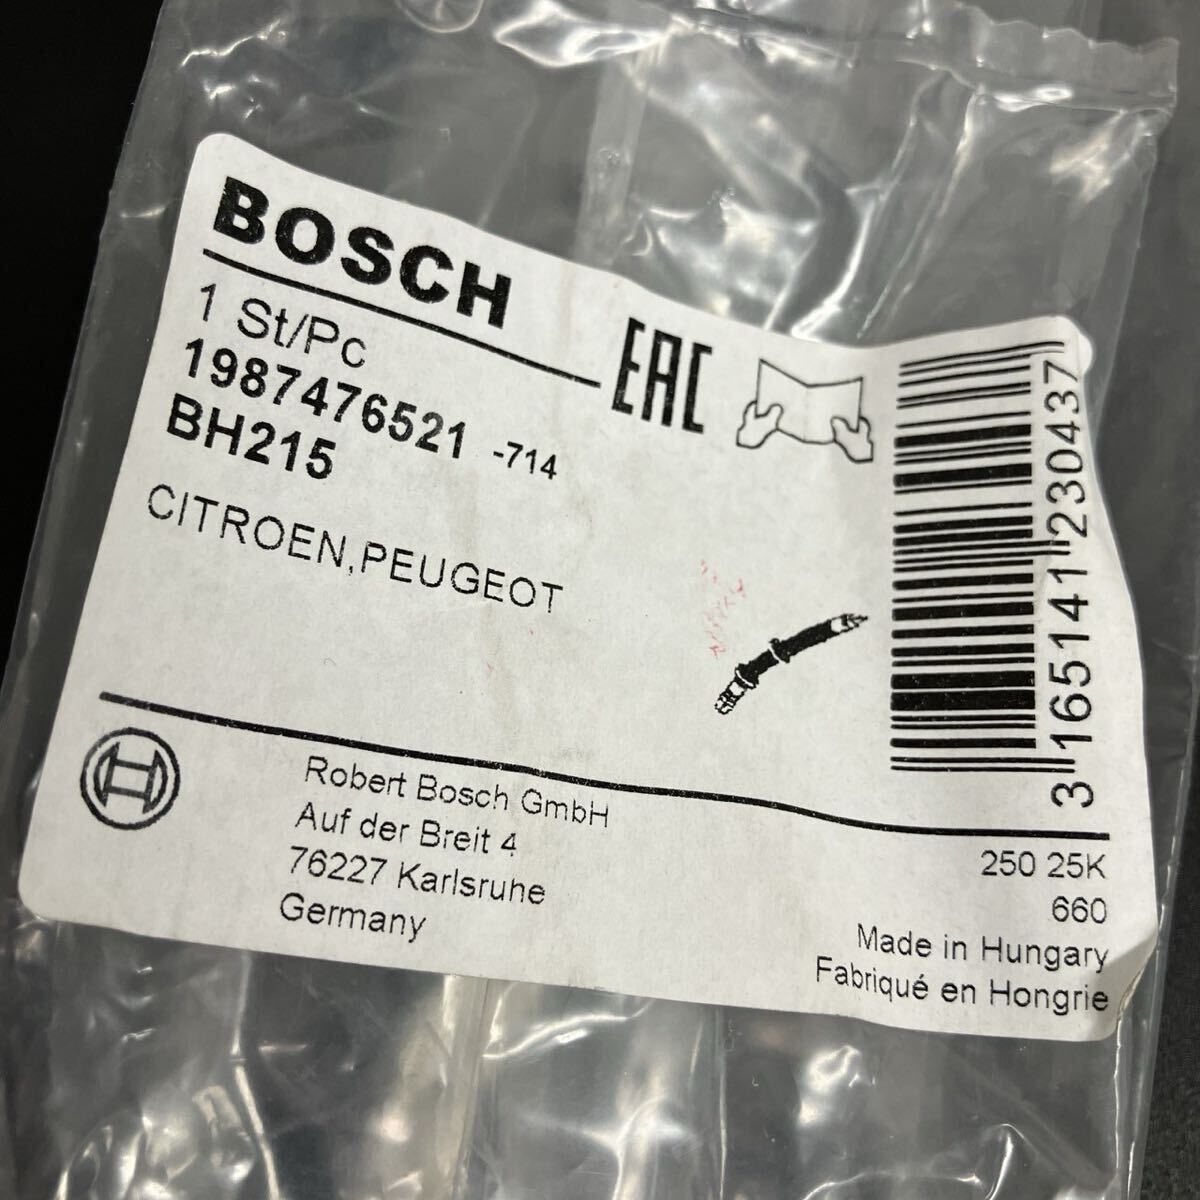 BOSCH
1 St/Pc
1987476521 -714
BH215
CITROEN,PEUGEOT
EAC
3 165141 230437
Robert Bosch GmbH
Auf der Breit 4
76227 Karlsruhe
Germany
250 25K
660
Made in Hungary
Fabriqué en Hongrie